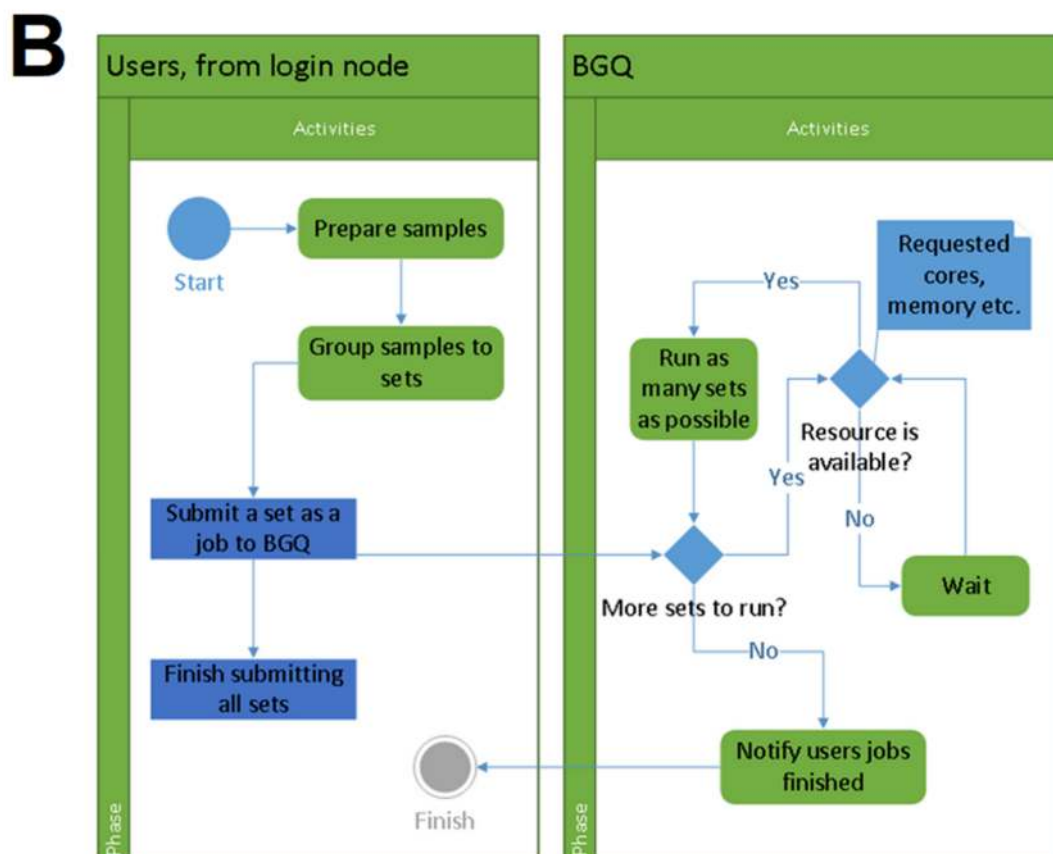 B
Users, from login node
Activities
Phase
Start
Prepare samples
Group samples to
sets
Submit a set as a
job to BGQ
Finish submitting
all sets
Finish
BGQ
Activities
Phase
Requested
cores,
memory etc.
Yes
Run as
many sets
as possible
Resource is
available?
Yes
No
Wait
More sets to run?
No
Notify users jobs
finished